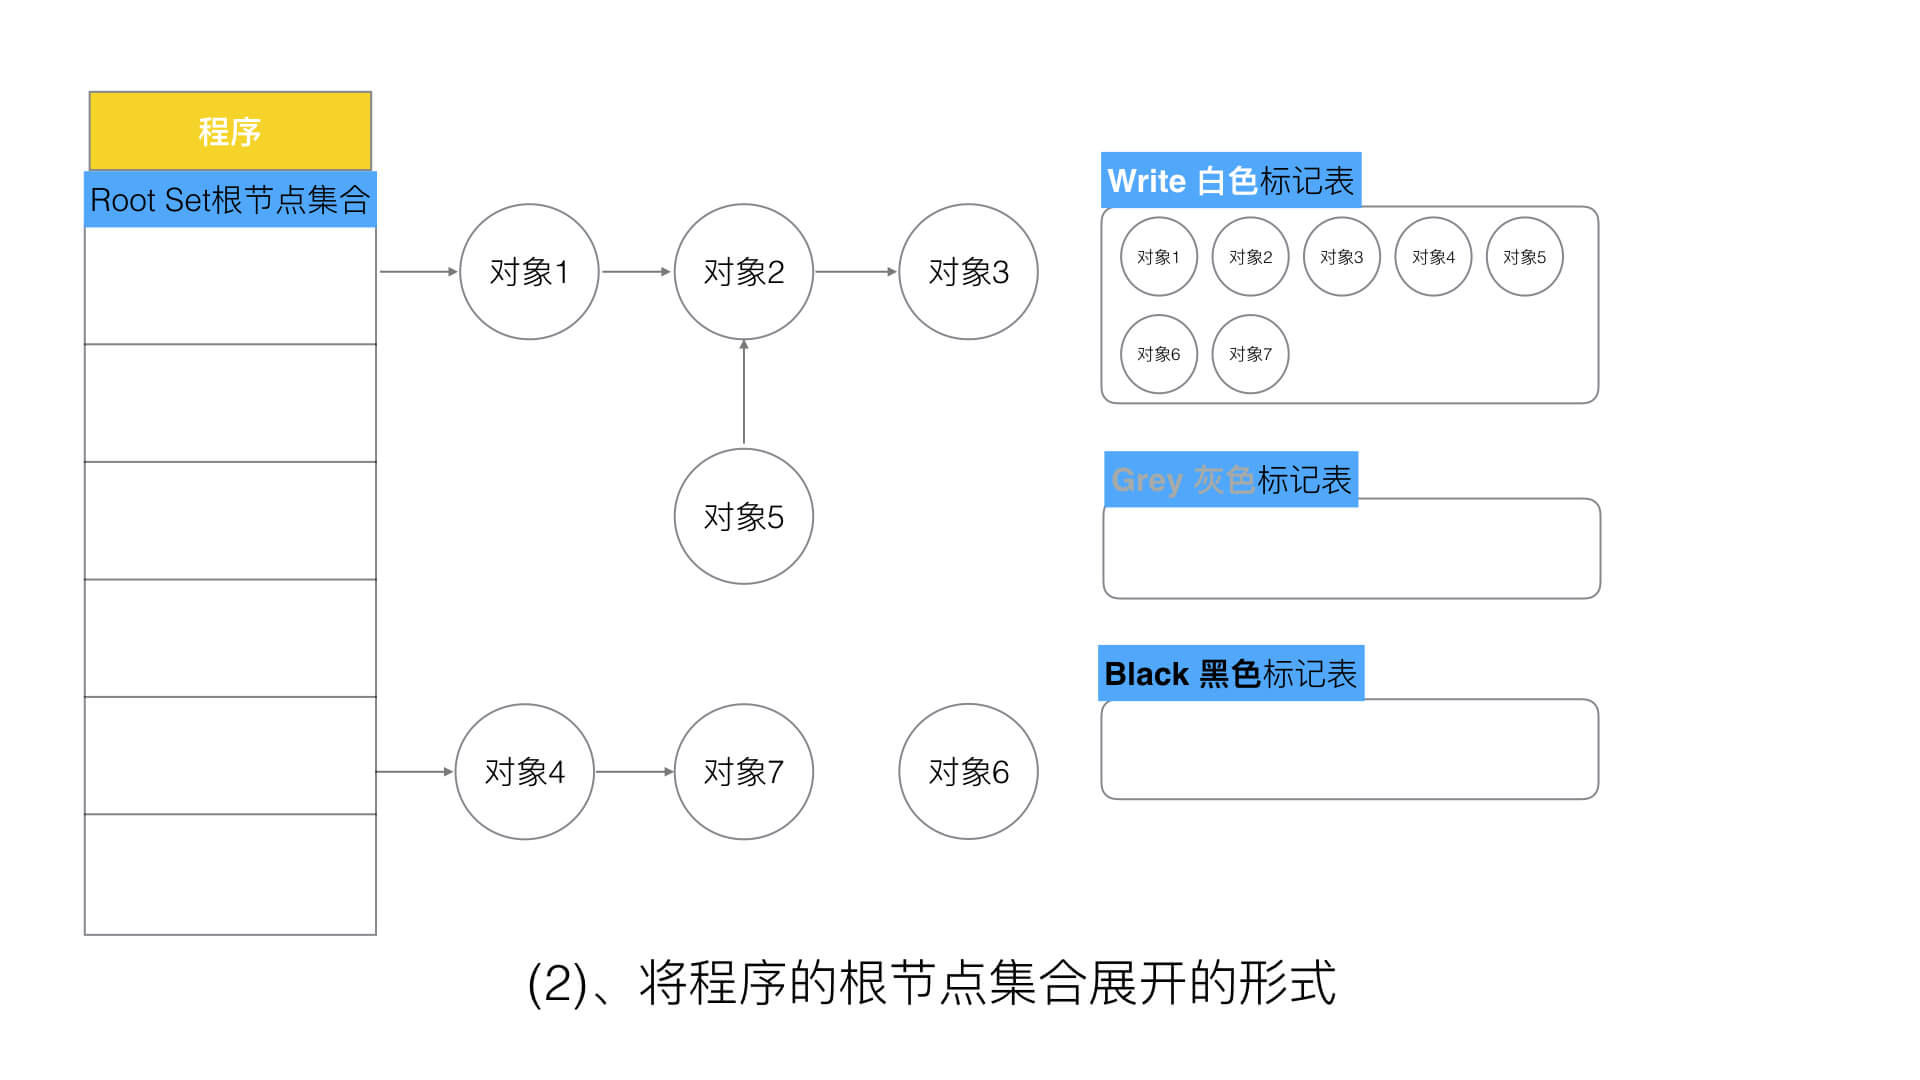 程序
Root Set根节点集合
对象1
对象2
对象3
对象5
对象4
对象7
对象6
Write 白色标记表
对象1
对象2
对象3
对象4
对象5
对象6
对象7
Grey 灰色标记表
Black 黑色标记表
(2)、将程序的根节点集合展开的形式